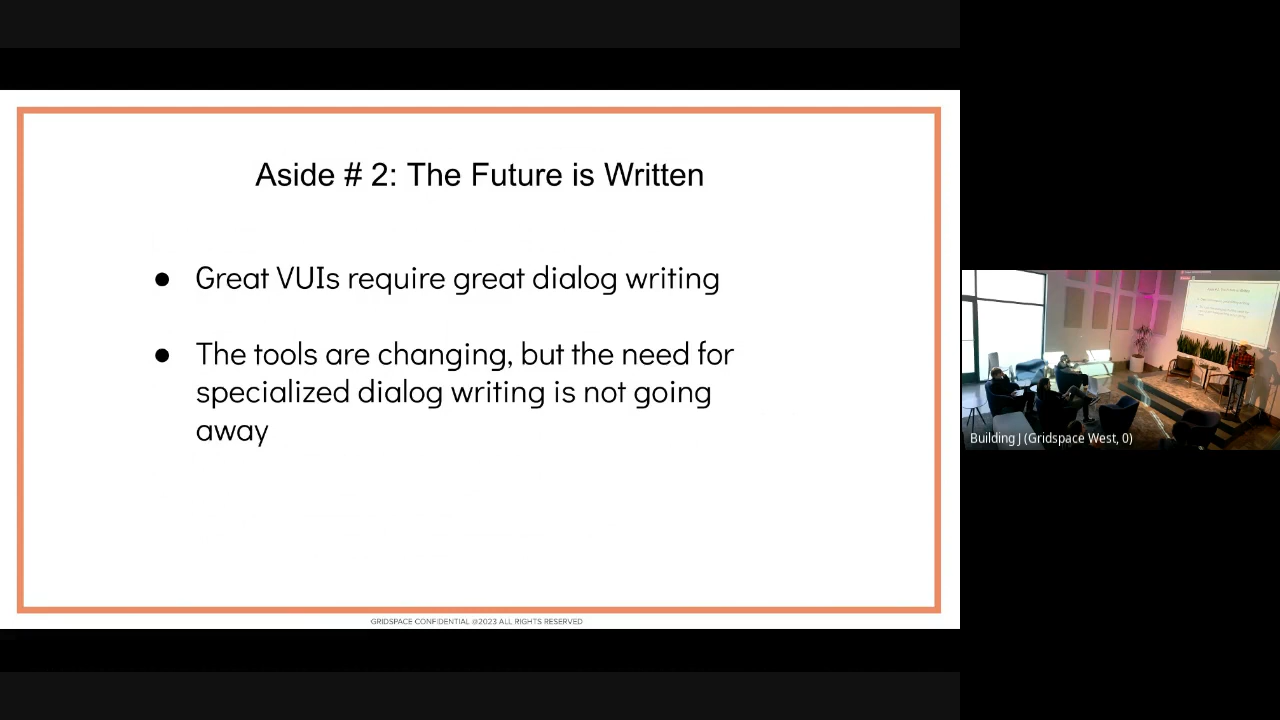 Aside # 2: The Future is Written
● Great VUIs require great dialog writing
● The tools are changing, but the need for
specialized dialog writing is not going
away
GRIDSPACE CONFIDENTIAL @2023 ALL RIGHTS RESERVED
Building J (Gridspace West, 0)